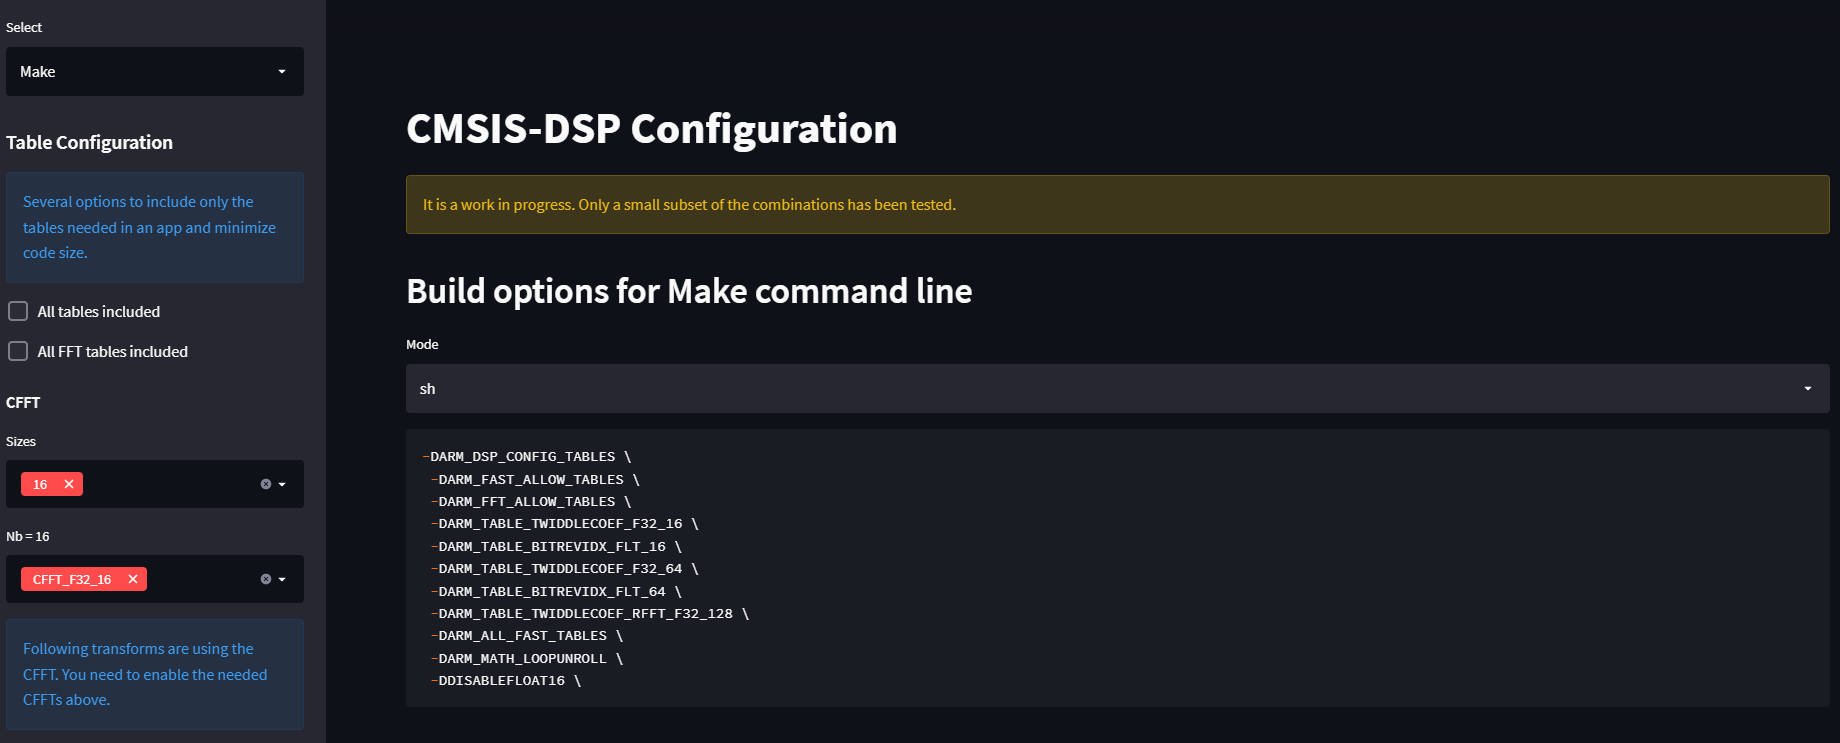 Select
Make
Table Configuration
Several options to include only the
tables needed in an app and minimize
code size.
All tables included
All FFT tables included
CFFT
Sizes
16
Nb = 16
CFFT_F32_16
Following transforms are using the
CFFT. You need to enable the needed
CFFTs above.
CMSIS-DSP Configuration
It is a work in progress. Only a small subset of the combinations has been tested.
Build options for Make command line
Mode
sh
-DARM_DSP_CONFIG_TABLES \
-DARM_FAST_ALLOW_TABLES \
-DARM_FFT_ALLOW_TABLES \
-DARM_TABLE_TWIDDLECOEF_F32_16 \
-DARM_TABLE_BITREVIDX_FLT_16 \
-DARM_TABLE_TWIDDLECOEF_F32_64 \
-DARM_TABLE_BITREVIDX_FLT_64 \
-DARM_TABLE_TWIDDLECOEF_RFFT_F32_128 \
-DARM_ALL_FAST_TABLES \
-DARM_MATH_LOOPUNROLL \
-DDISABLEFLOAT16 \